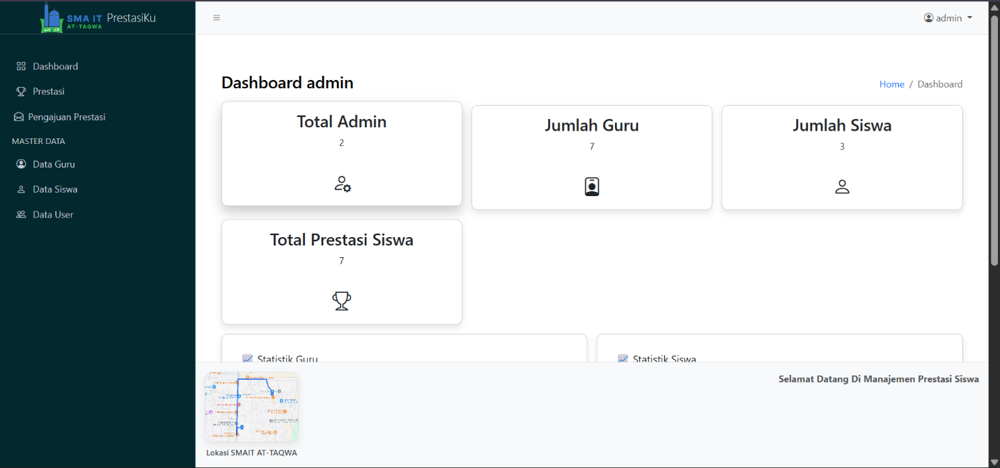 SMA IT
AT-TAQWA
PrestasiKu
admin
Dashboard
Prestasi
Pengajuan Prestasi
MASTER DATA
Data Guru
Data Siswa
Data User
Dashboard admin
Home / Dashboard
Total Admin
2
Jumlah Guru
7
Jumlah Siswa
3
Total Prestasi Siswa
7
Statistik Guru
Statistik Siswa
Lokasi SMAIT AT-TAQWA
Selamat Datang Di Manajemen Prestasi Siswa